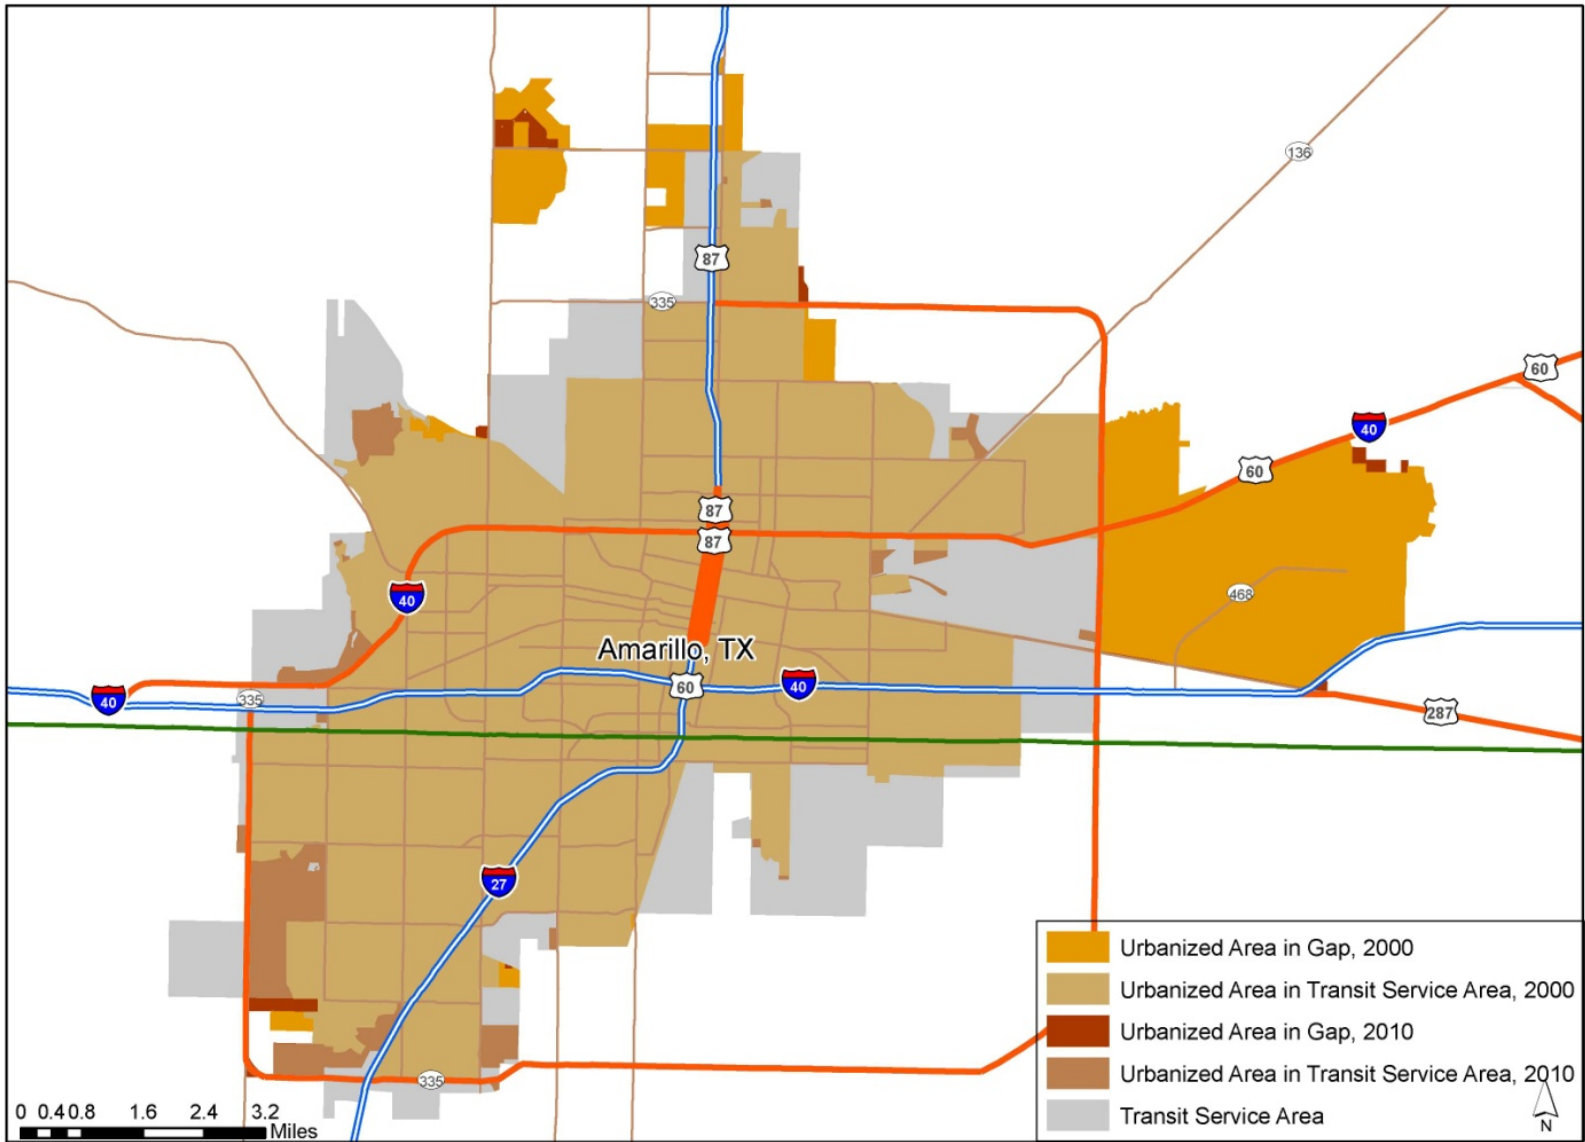 136
87
335
60
40
60
87
87
40
468
Amarillo, TX
60
40
40
335
287
27
335
Urbanized Area in Gap, 2000
Urbanized Area in Transit Service Area, 2000
Urbanized Area in Gap, 2010
Urbanized Area in Transit Service Area, 2010
Transit Service Area
0 0.4 0.8 1.6 2.4 3.2
Miles
N